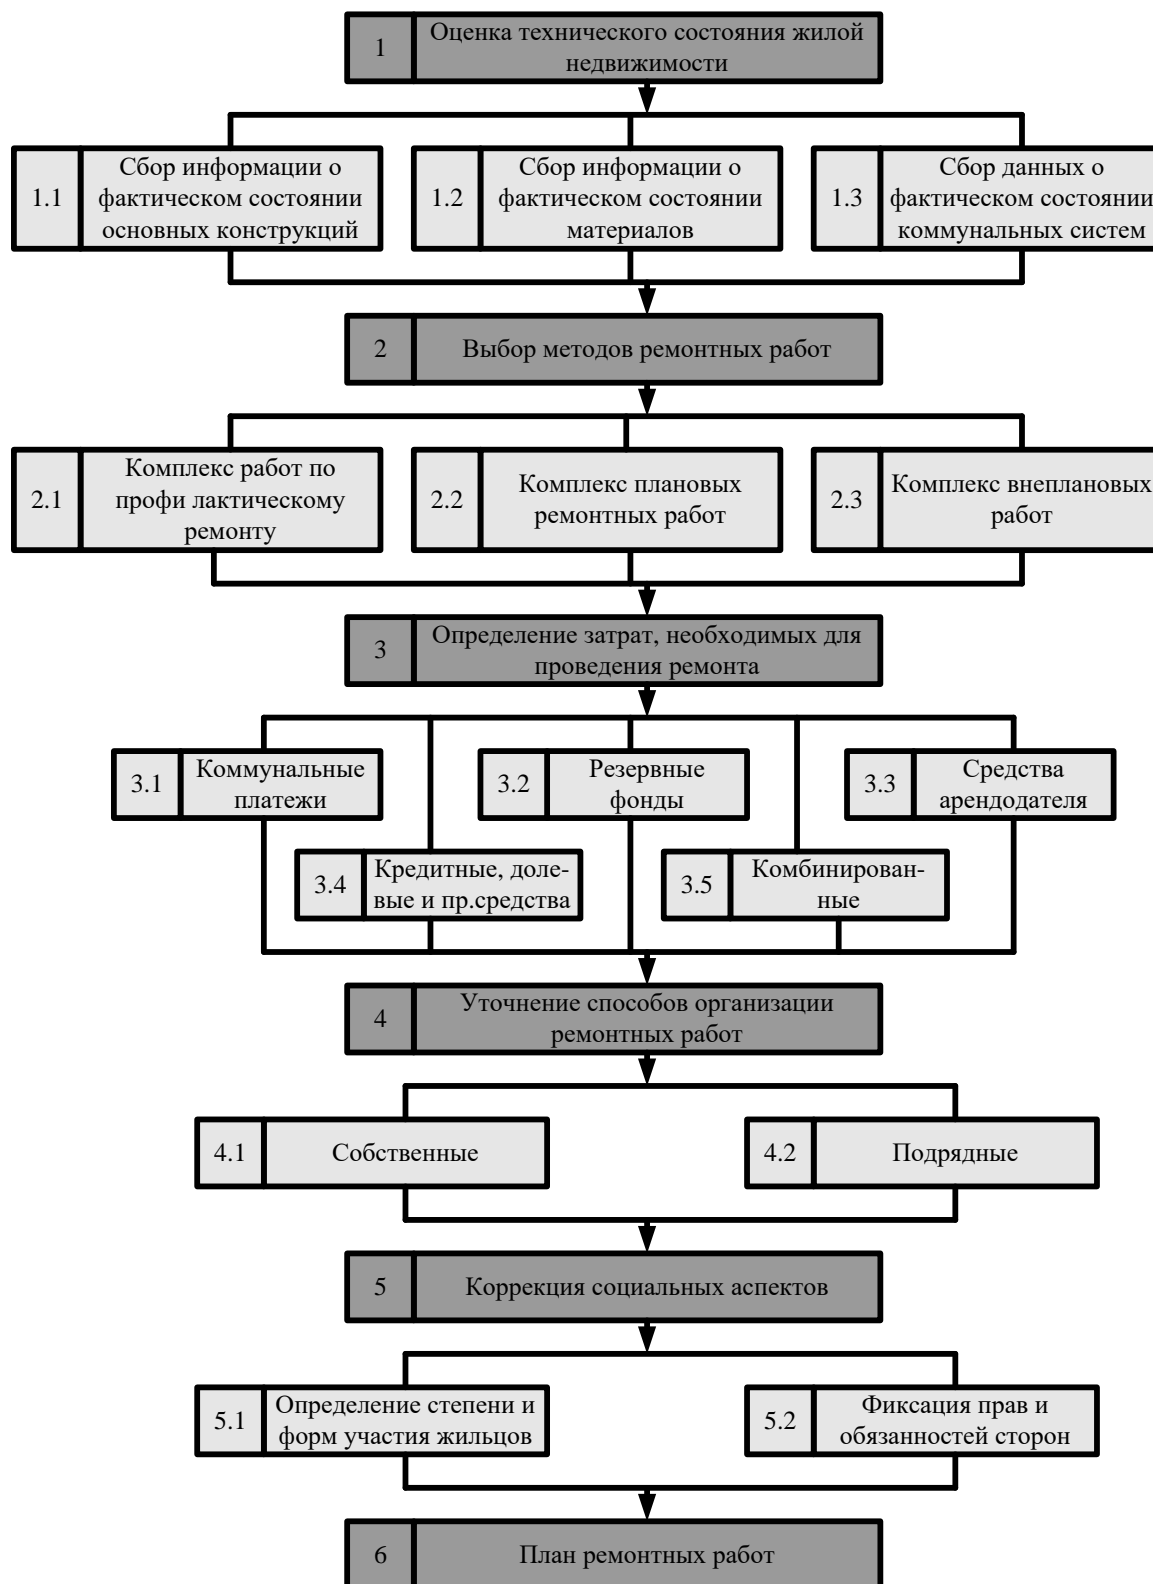 1
Оценка технического состояния жилой
недвижимости
1.1
Сбор информации о
фактическом состоянии
основных конструкций
1.2
Сбор информации о
фактическом состоянии
материалов
1.3
Сбор данных о
фактическом состоянии
коммунальных систем
2
Выбор методов ремонтных работ
2.1
Комплекс работ по
профи лактическому
ремонту
2.2
Комплекс плановых
ремонтных работ
2.3
Комплекс внеплановых
работ
3
Определение затрат, необходимых для
проведения ремонта
3.1
Коммунальные
платежи
3.2
Резервные
фонды
3.3
Средства
арендодателя
3.4
Кредитные, доле-
вые и пр.средства
3.5
Комбинирован-
ные
4
Уточнение способов организации
ремонтных работ
4.1
Собственные
4.2
Подрядные
5
Коррекция социальных аспектов
5.1
Определение степени и
форм участия жильцов
5.2
Фиксация прав и
обязанностей сторон
6
План ремонтных работ